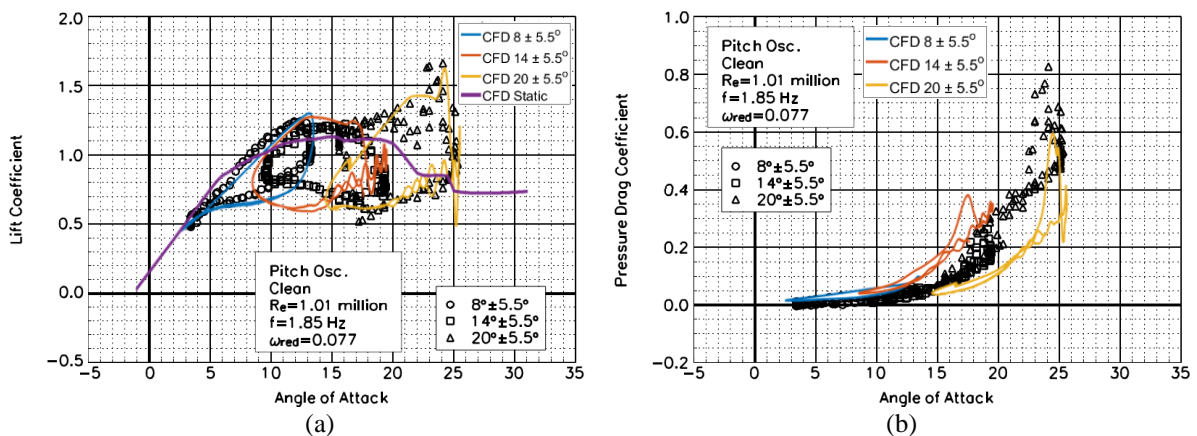 2.0
1.5
1.0
0.5
0.0
−0.5
−5
0
5
10
15
20
25
30
35
Lift Coefficient
Angle of Attack
CFD 8 ± 5.5°
CFD 14 ± 5.5°
CFD 20 ± 5.5°
CFD Static
Pitch Osc.
Clean
Re=1.01 million
f=1.85 Hz
ωred=0.077
8°±5.5°
14°±5.5°
20°±5.5°
(a)
1.0
0.8
0.6
0.4
0.2
0.0
−0.2
−5
0
5
10
15
20
25
30
35
Pressure Drag Coefficient
Angle of Attack
Pitch Osc.
Clean
Re=1.01 million
f=1.85 Hz
ωred=0.077
CFD 8 ± 5.5°
CFD 14 ± 5.5°
CFD 20 ± 5.5°
8°±5.5°
14°±5.5°
20°±5.5°
(b)